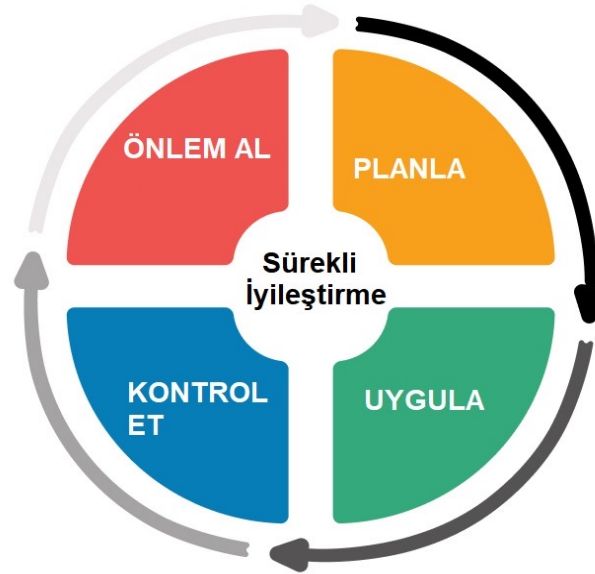 ÖNLEM AL
PLANLA
Sürekli
İyileştirme
KONTROL
ET
UYGULA